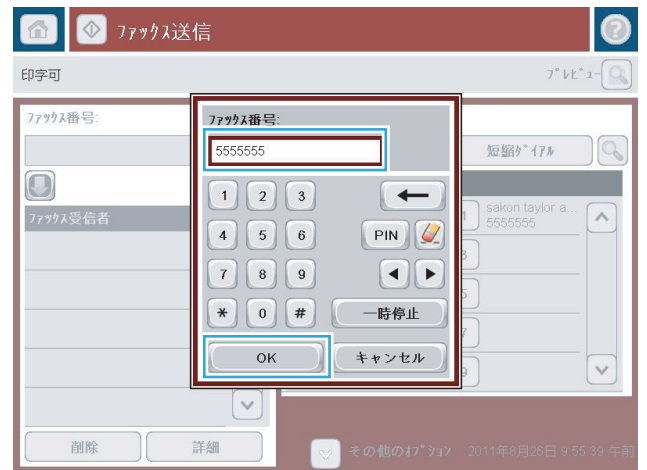 ﾌｧｯｸｽ送信
印字可
ﾌﾟﾚﾋﾞｭｰ
ﾌｧｯｸｽ番号:
ﾌｧｯｸｽ番号:
5555555
短縮ﾀﾞｲｱﾙ
ﾌｧｯｸｽ受信者
1 2 3
4 5 6 PIN
7 8 9
* 0 # 一時停止
OK キャンセル
1 sakon taylor a...
5555555
3
5
7
9
削除 詳細
その他のｵﾌﾟｼｮﾝ 2011年8月26日 9:55:39 午前